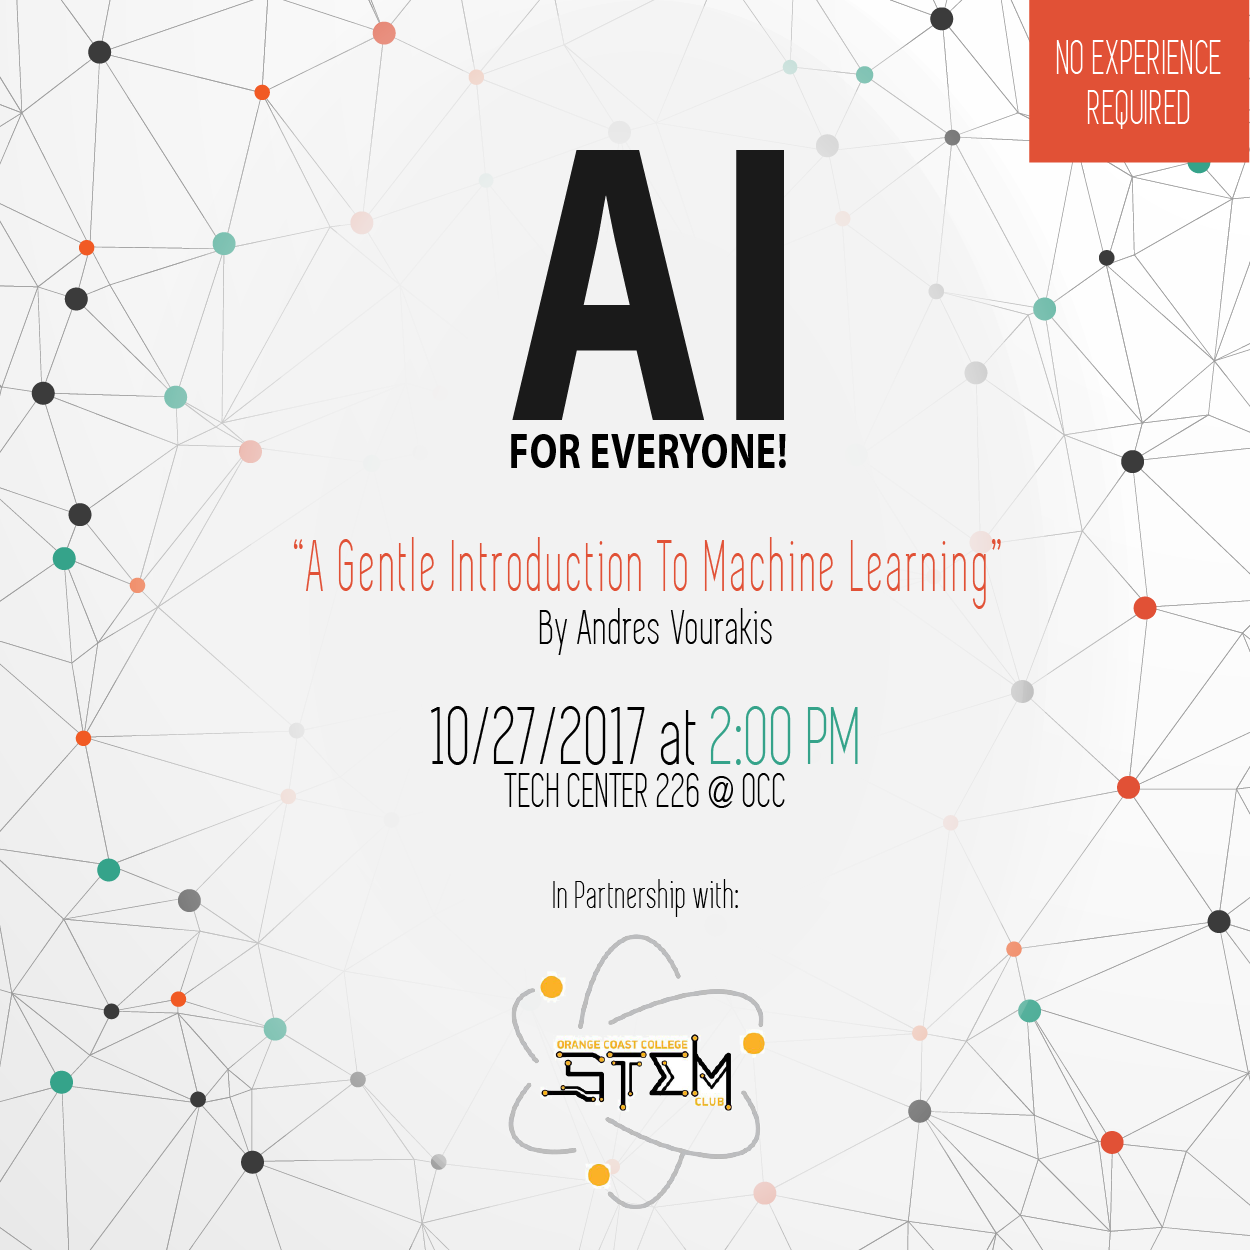 NO EXPERIENCE
REQUIRED
AI
FOR EVERYONE!
“A Gentle Introduction To Machine Learning”
By Andres Vourakis
10/27/2017 at 2:00 PM
TECH CENTER 226 @ OCC
In Partnership with:
ORANGE COAST COLLEGE
STEM
CLUB